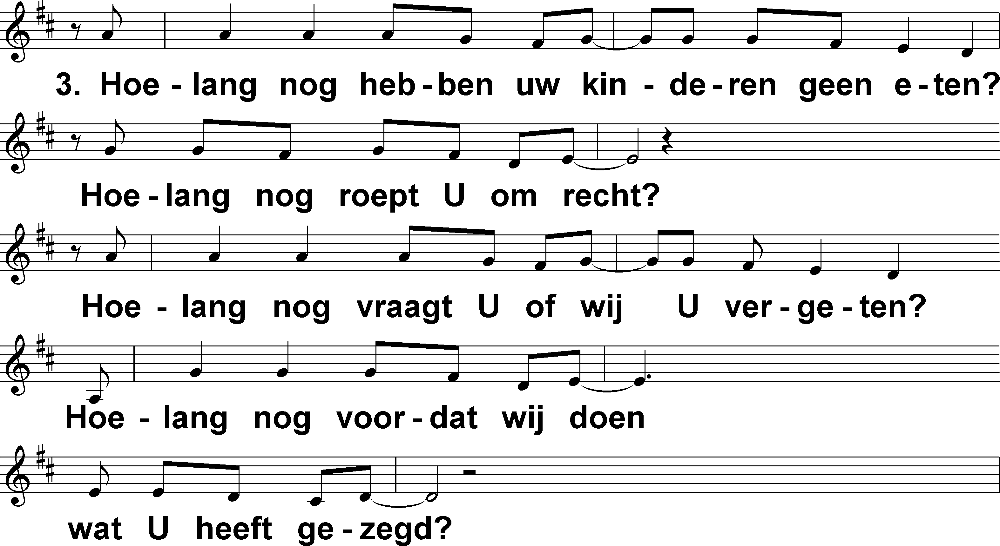 3. Hoe - lang nog heb - ben uw kin - de - ren geen e - ten?
Hoe - lang nog roept U om recht?
Hoe - lang nog vraagt U of wij U ver - ge - ten?
Hoe - lang nog voor - dat wij doen
wat U heeft ge - zegd?